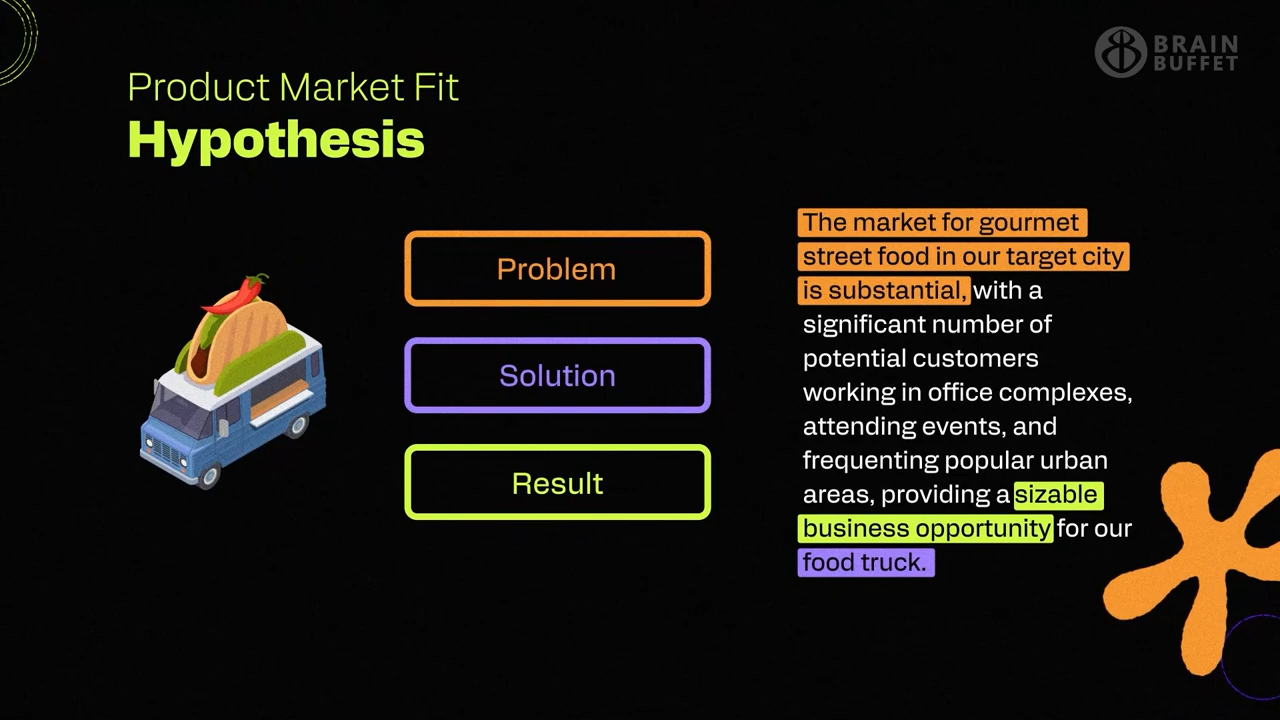 BRAIN
BUFFET
Product Market Fit
Hypothesis
Problem
Solution
Result
The market for gourmet
street food in our target city
is substantial, with a
significant number of
potential customers
working in office complexes,
attending events, and
frequenting popular urban
areas, providing a sizable
business opportunity for our
food truck.